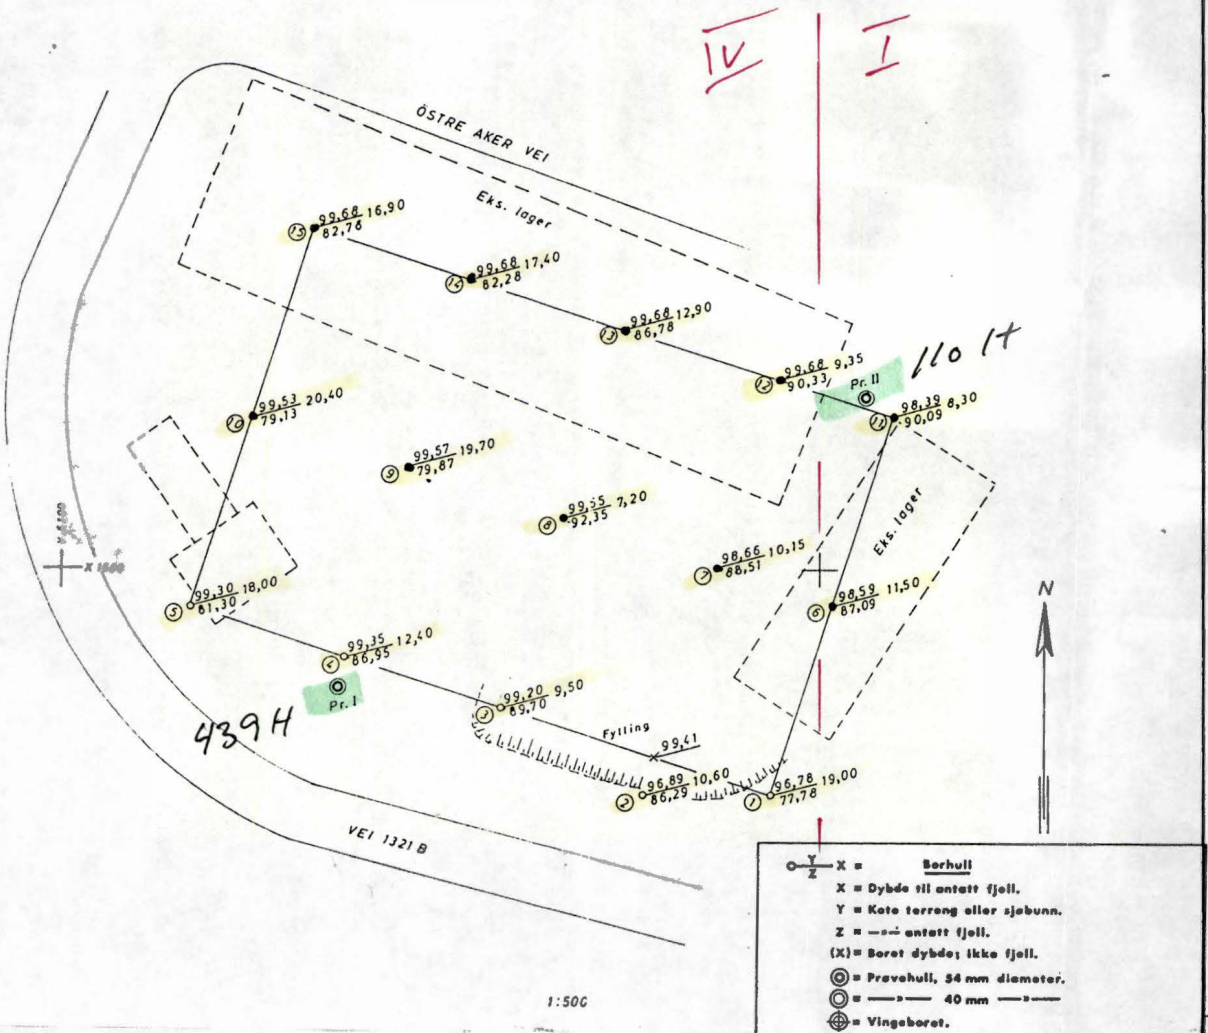 IV I
ÖSTRE AKER VEI
Eks. lager
15 99,68 16,90
82,78
14 99,68 17,40
82,28
13 99,68 12,90
86,78
12 99,68 9,35
90,33
Pr. II
110 1t
11 98,39 8,30
90,09
10 99,53 20,40
79,13
9 99,57 19,70
79,87
8 99,55 7,20
92,35
7 98,66 10,15
88,51
Eks. lager
6 98,59 11,50
87,09
X 1500
5 99,30 18,00
81,30
4 99,35 12,40
86,95
Pr. I
439 H
3 99,20 9,50
89,70
Fylling
99,41
2 96,89 10,60
86,29
1 96,78 19,00
77,78
VEI 1321 B
N
Y
Z X = Borhull
X = Dybde til antatt fjell.
Y = Kote terreng eller sjøbunn.
Z = —»— antatt fjell.
(X) = Boret dybde; ikke fjell.
= Prøvehull, 54 mm diameter.
= —»— 40 mm —»—
= Vingeboret.
1:500